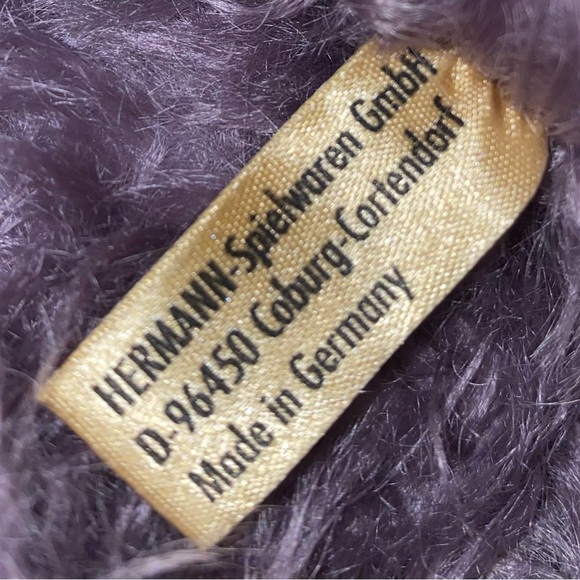 HERMANN-Spielwaren GmbH
D-96450 Coburg-Cortendorf
Made in Germany